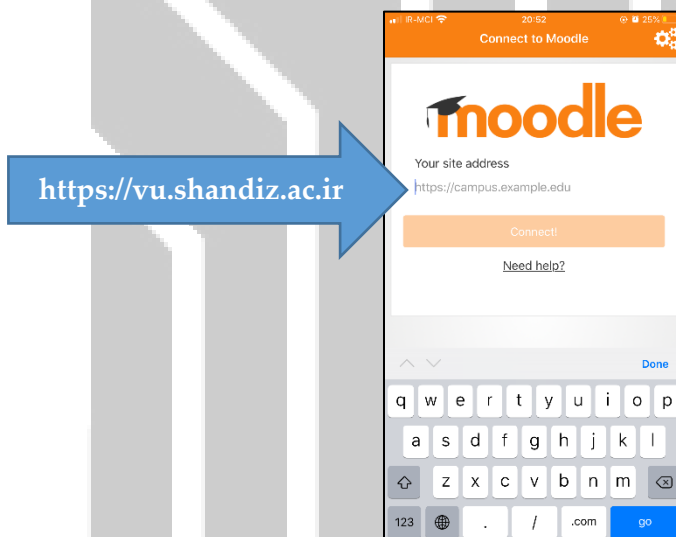 IR-MCI 20:52 25%
Connect to Moodle
moodle
Your site address
https://vu.shandiz.ac.ir
https://campus.example.edu
Connect!
Need help?
Done
q w e r t y u i o p
a s d f g h j k l
z x c v b n m
123 . / .com go